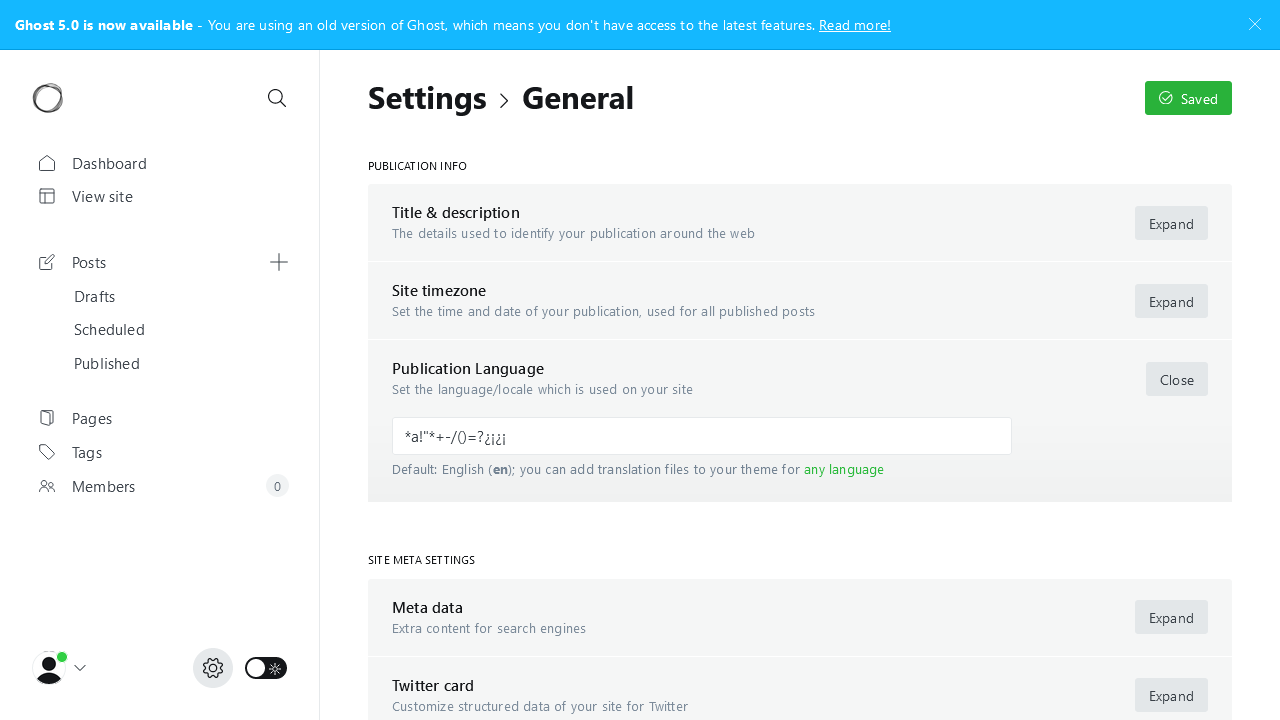 Ghost 5.0 is now available - You are using an old version of Ghost, which means you don't have access to the latest features. Read more!
Dashboard
View site
Posts
Drafts
Scheduled
Published
Pages
Tags
Members
0
Settings > General
Saved
PUBLICATION INFO
Title & description
The details used to identify your publication around the web
Expand
Site timezone
Set the time and date of your publication, used for all published posts
Expand
Publication Language
Set the language/locale which is used on your site
Close
*a!"*+-/()=?¿¡¿¡
Default: English (en); you can add translation files to your theme for any language
SITE META SETTINGS
Meta data
Extra content for search engines
Expand
Twitter card
Customize structured data of your site for Twitter
Expand